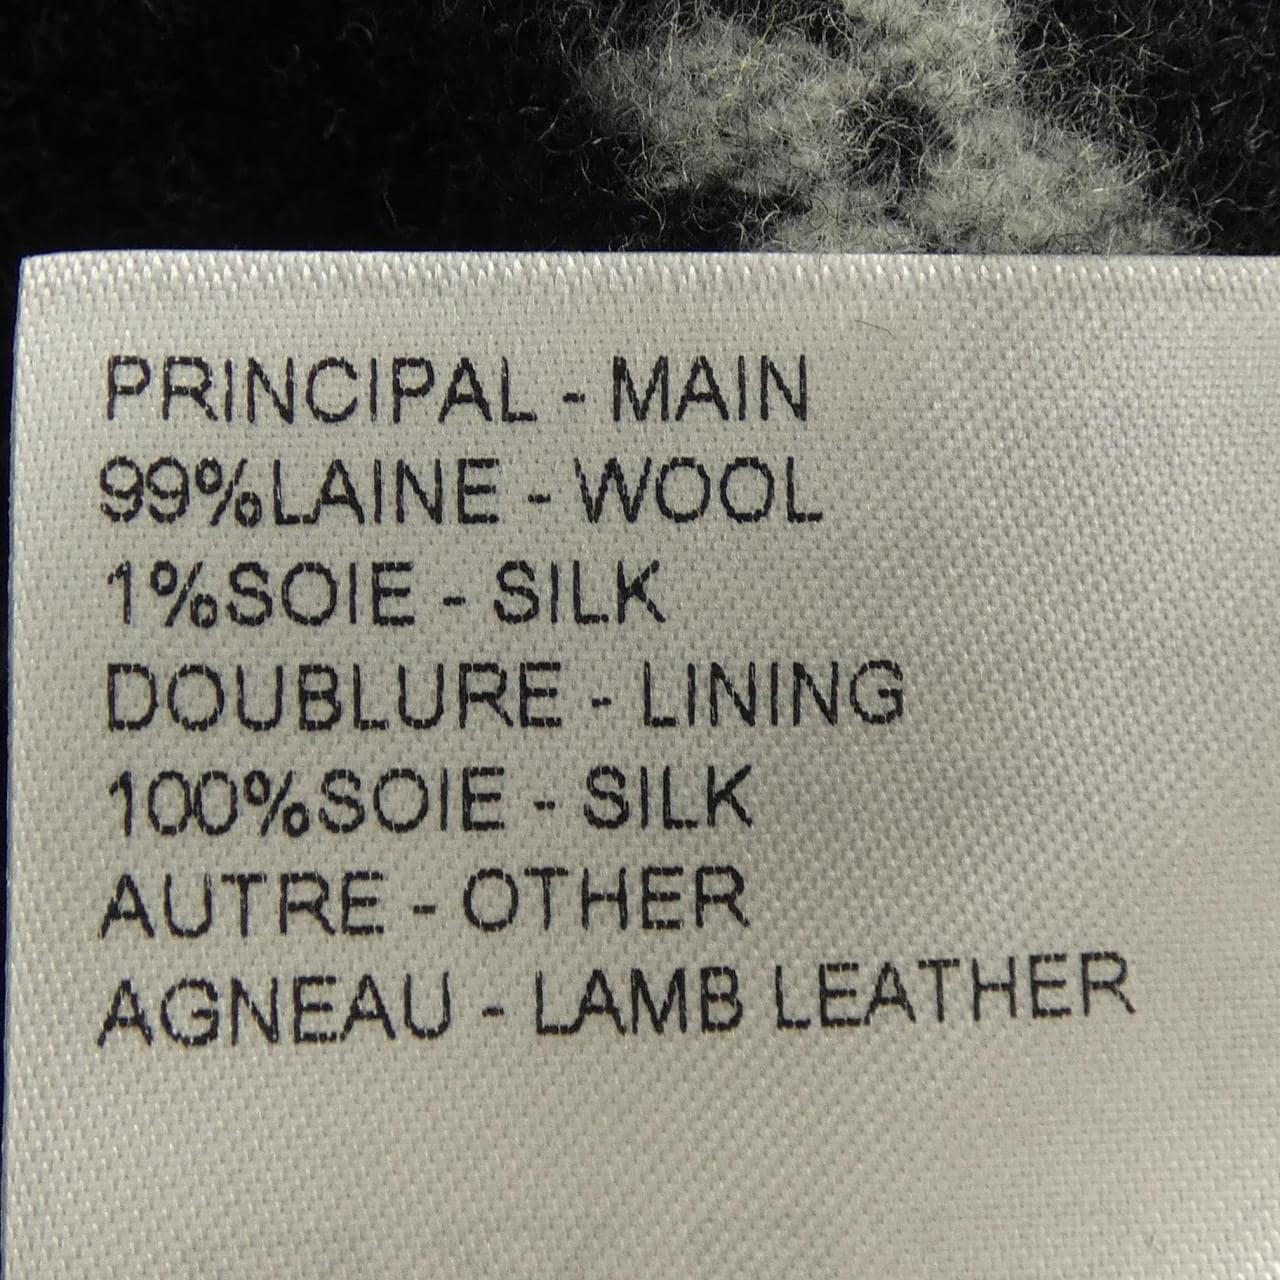 PRINCIPAL - MAIN
99%LAINE - WOOL
1%SOIE - SILK
DOUBLURE - LINING
100%SOIE - SILK
AUTRE - OTHER
AGNEAU - LAMB LEATHER